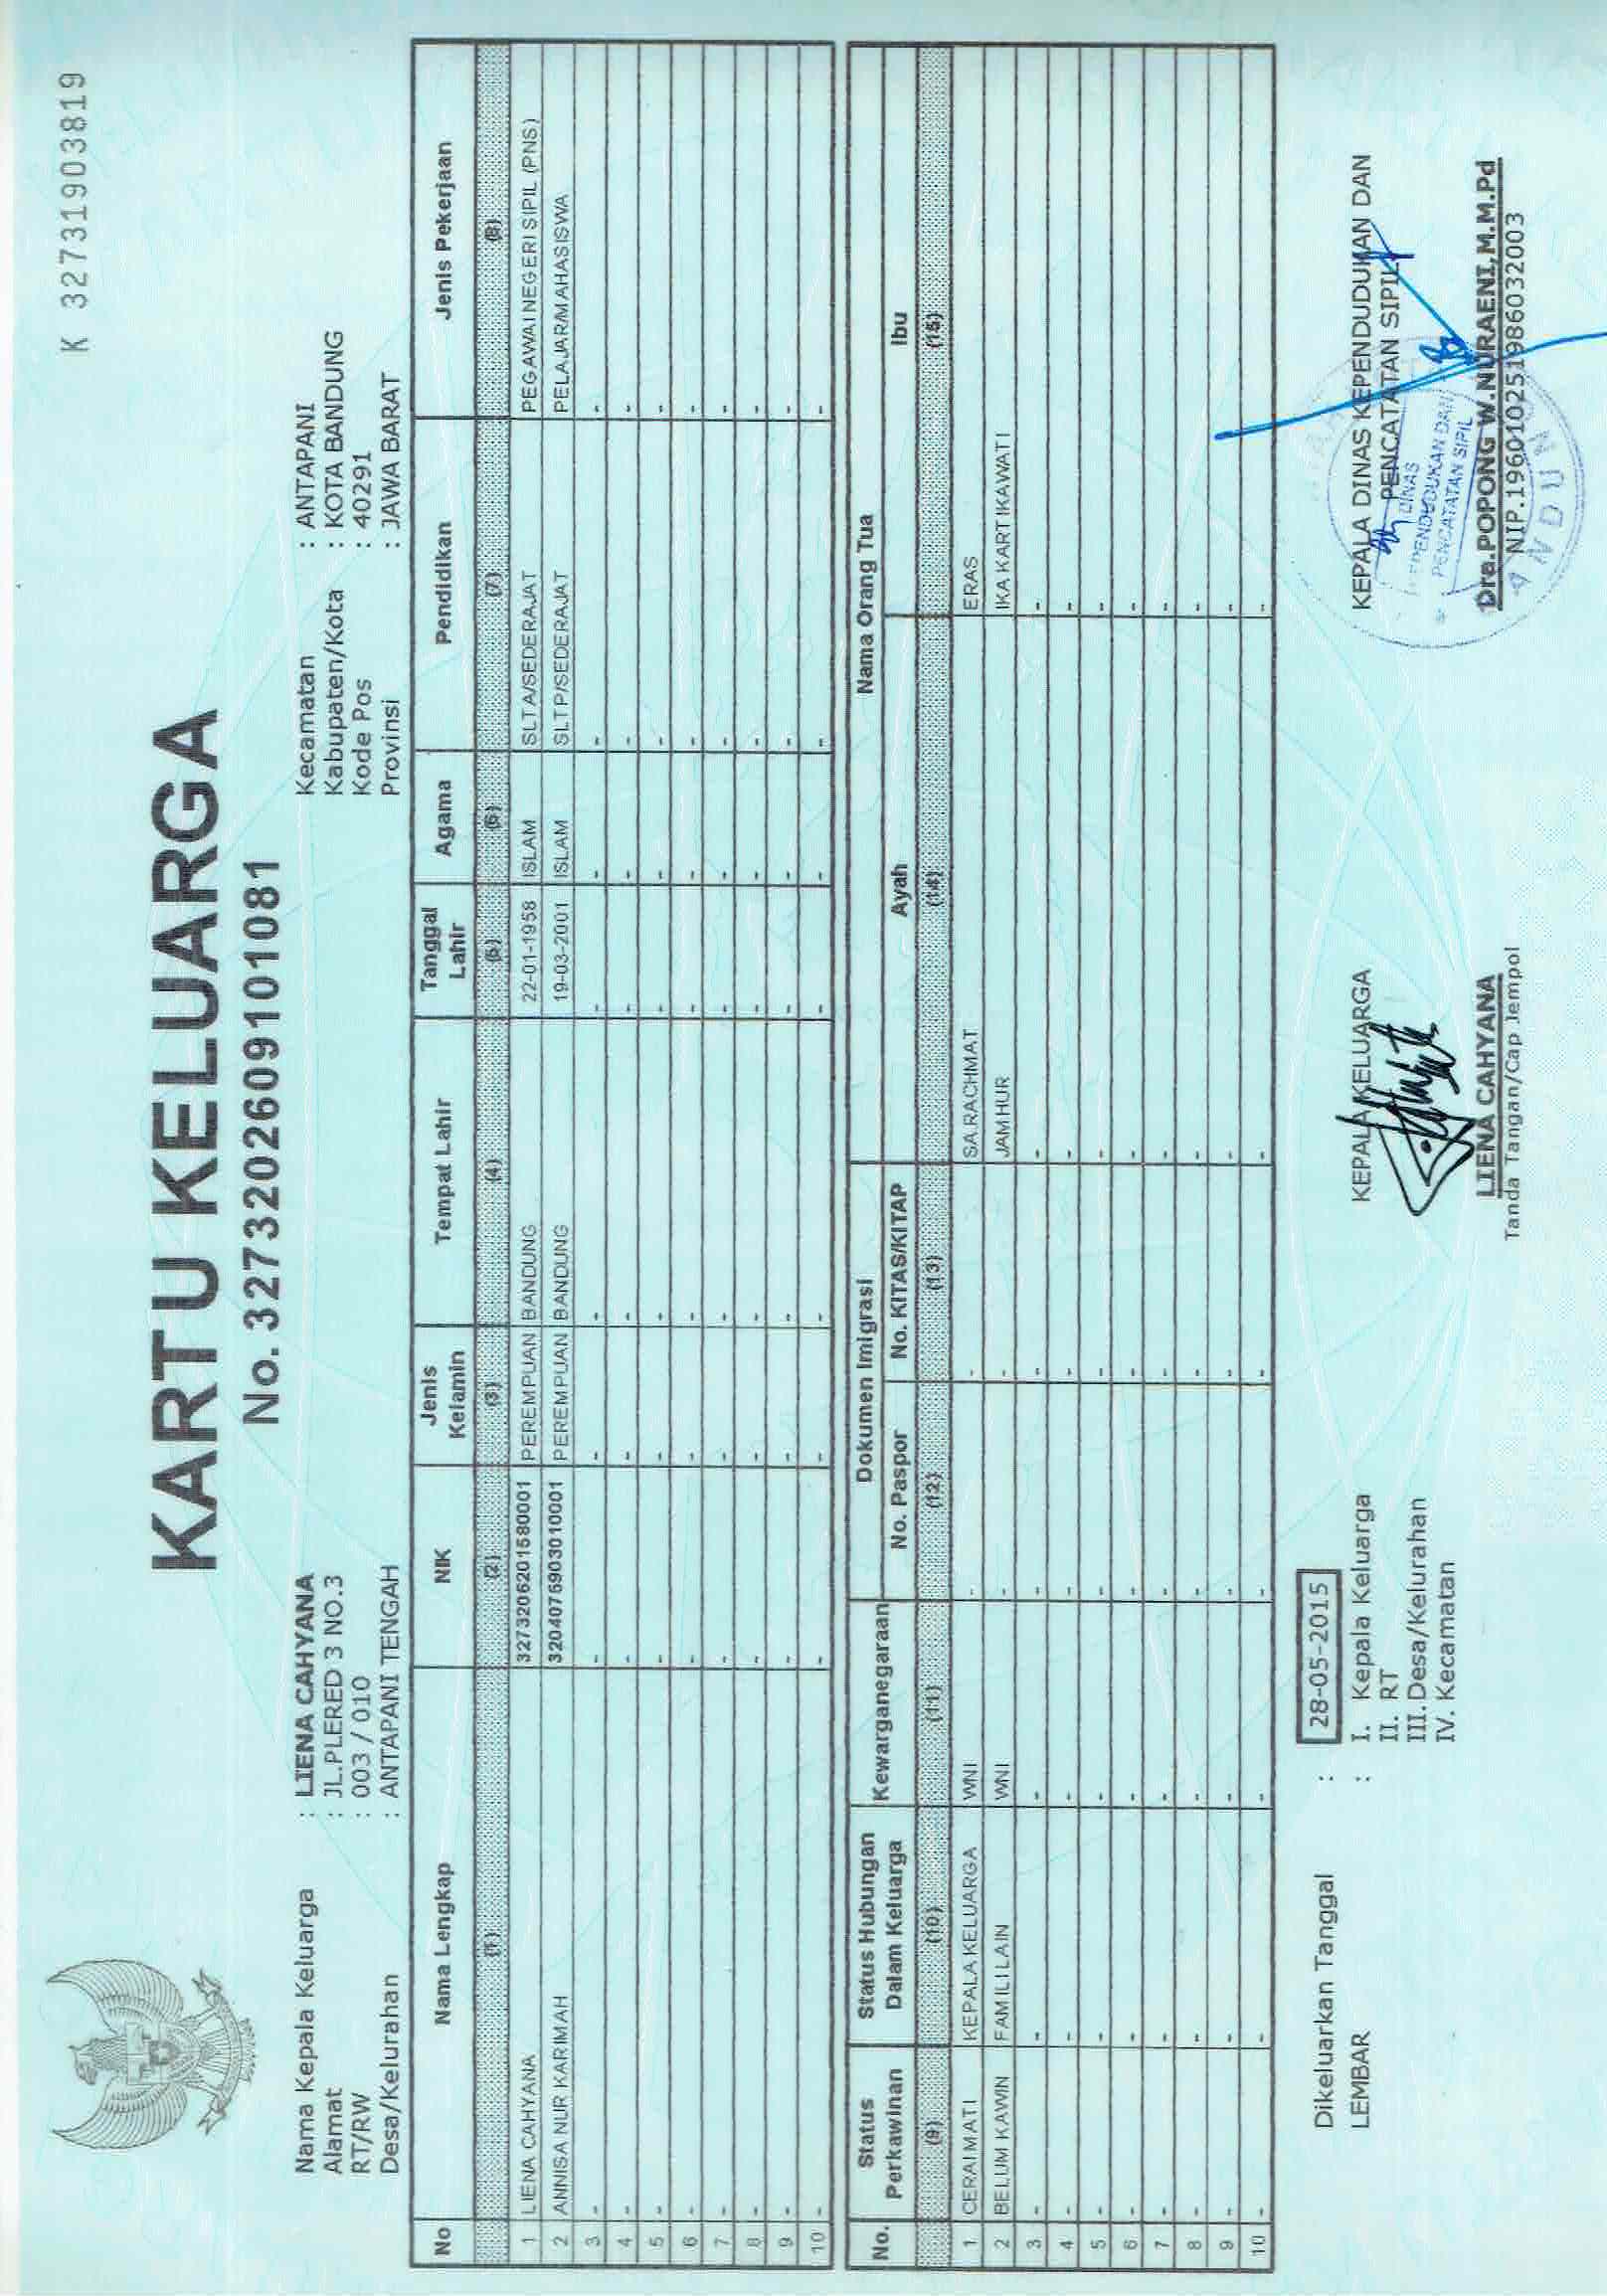 K 32731903819
KARTU KELUARGA
No. 3273202609101081
Nama Kepala Keluarga : LIENA CAHYANA
Alamat : JL.PLERED 3 NO.3
RT/RW : 003 / 010
Desa/Kelurahan : ANTAPANI TENGAH
Kecamatan : ANTAPANI
Kabupaten/Kota : KOTA BANDUNG
Kode Pos : 40291
Provinsi : JAWA BARAT
No Nama Lengkap NIK Jenis Kelamin Tempat Lahir Tanggal Lahir Agama Pendidikan Jenis Pekerjaan
(1) (2) (3) (4) (5) (6) (7) (8)
1 LIENA CAHYANA 3273206201580001 PEREMPUAN BANDUNG 22-01-1958 ISLAM SLTA/SEDERAJAT PEGAWAI NEGERI SIPIL (PNS)
2 ANNISA NUR KARIMAH 3204075903010001 PEREMPUAN BANDUNG 19-03-2001 ISLAM SLTP/SEDERAJAT PELAJAR/MAHASISWA
3 - - - - - - - -
4 - - - - - - - -
5 - - - - - - - -
6 - - - - - - - -
7 - - - - - - - -
8 - - - - - - - -
9 - - - - - - - -
10 - - - - - - - -
No. Status Perkawinan Status Hubungan Dalam Keluarga Kewarganegaraan Dokumen Imigrasi Nama Orang Tua
No. Paspor No. KITAS/KITAP Ayah Ibu
(9) (10) (11) (12) (13) (14) (15)
1 CERAI MATI KEPALA KELUARGA WNI - - SA.RACHMAT ERAS
2 BELUM KAWIN FAMILI LAIN WNI - - JAMHUR IKA KARTIKAWATI
3 - - - - - - -
4 - - - - - - -
5 - - - - - - -
6 - - - - - - -
7 - - - - - - -
8 - - - - - - -
9 - - - - - - -
10 - - - - - - -
Dikeluarkan Tanggal : 28-05-2015
LEMBAR : I. Kepala Keluarga
II. RT
III. Desa/Kelurahan
IV. Kecamatan
KEPALA KELUARGA
LIENA CAHYANA
Tanda Tangan/Cap Jempol
KEPALA DINAS KEPENDUDUKAN DAN
PENCATATAN SIPIL
DINAS
KEPENDUDUKAN DAN
PENCATATAN SIPIL
Dra.POPONG W.NURAENI,M.M.Pd
NIP.196010251986032003